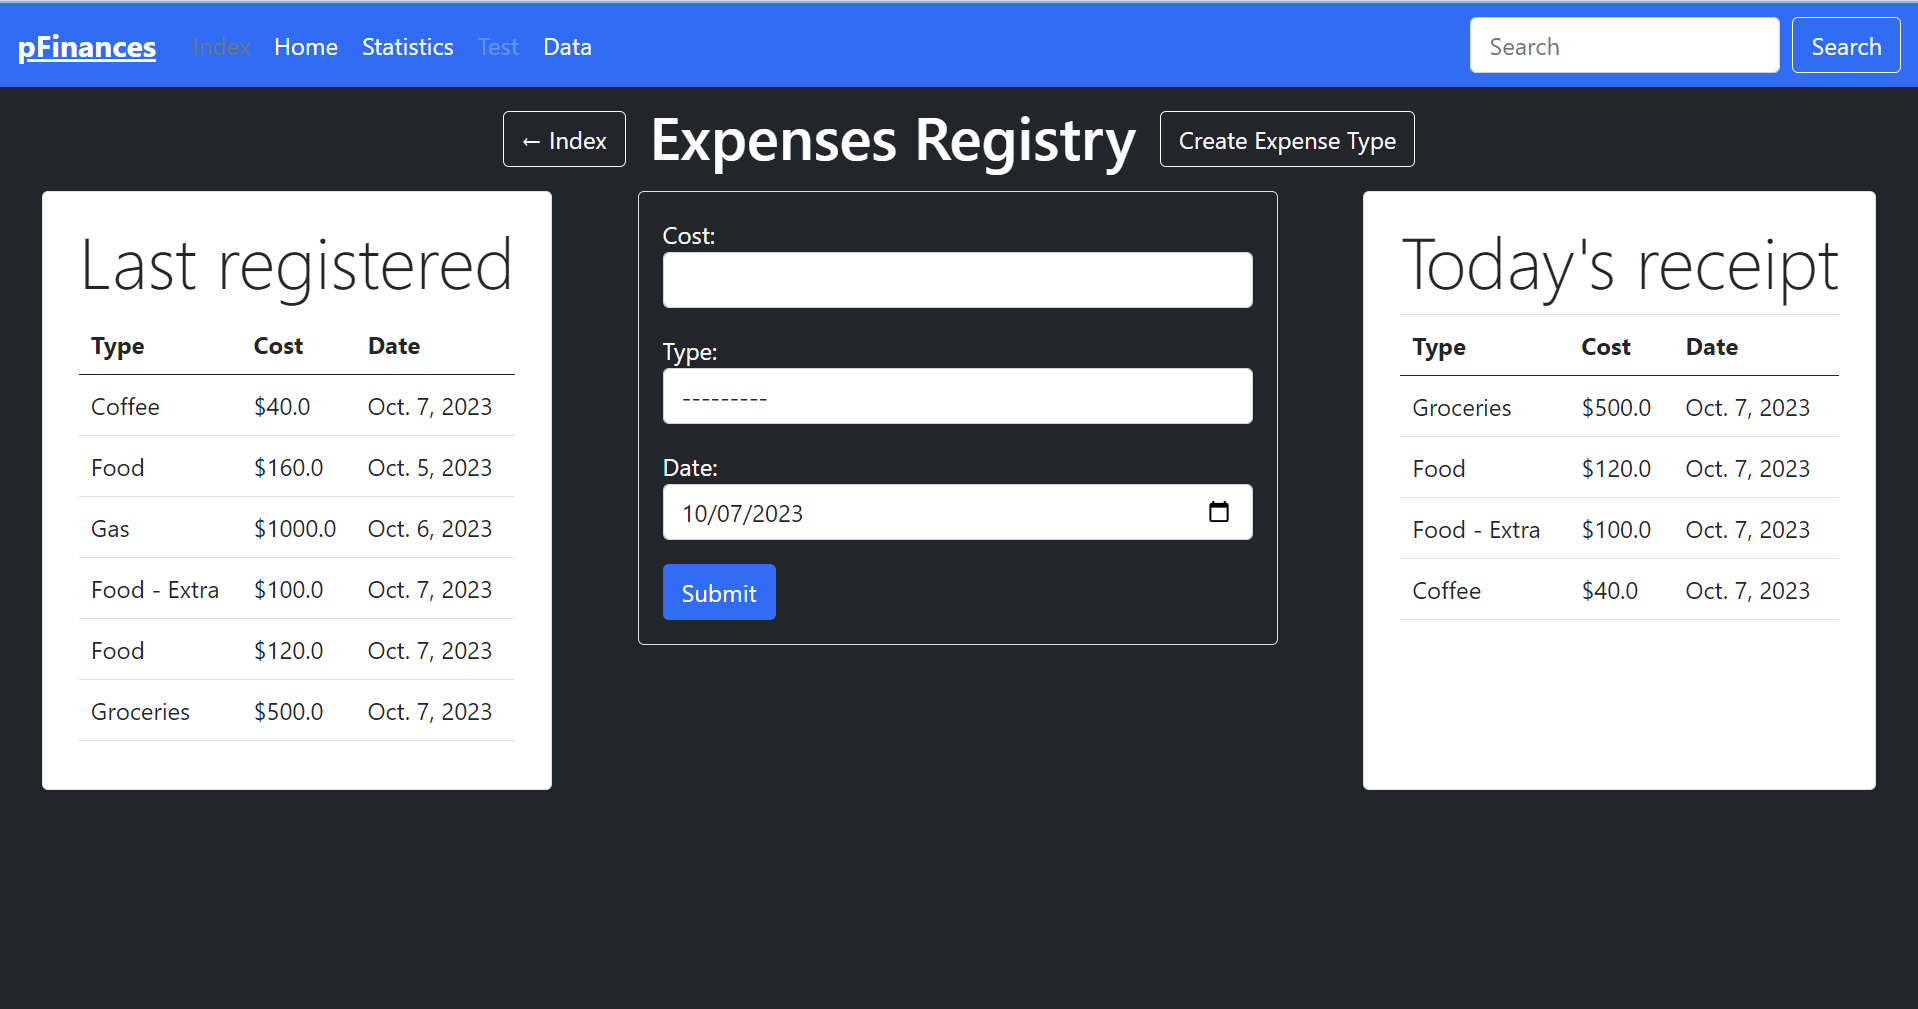 pFinances Index Home Statistics Test Data Search Search
← Index Expenses Registry Create Expense Type
Last registered
Type Cost Date
Coffee $40.0 Oct. 7, 2023
Food $160.0 Oct. 5, 2023
Gas $1000.0 Oct. 6, 2023
Food - Extra $100.0 Oct. 7, 2023
Food $120.0 Oct. 7, 2023
Groceries $500.0 Oct. 7, 2023
Cost:
Type:
---------
Date:
10/07/2023
Submit
Today's receipt
Type Cost Date
Groceries $500.0 Oct. 7, 2023
Food $120.0 Oct. 7, 2023
Food - Extra $100.0 Oct. 7, 2023
Coffee $40.0 Oct. 7, 2023